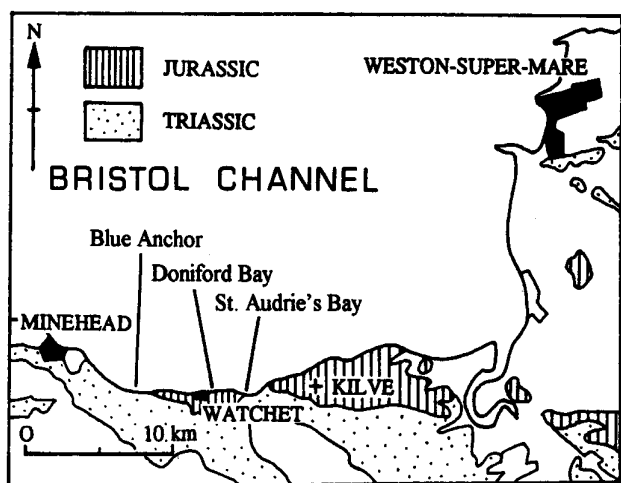 N
JURASSIC
TRIASSIC
WESTON-SUPER-MARE
BRISTOL CHANNEL
Blue Anchor
Doniford Bay
St. Audrie's Bay
MINEHEAD
KILVE
WATCHET
O 10 km